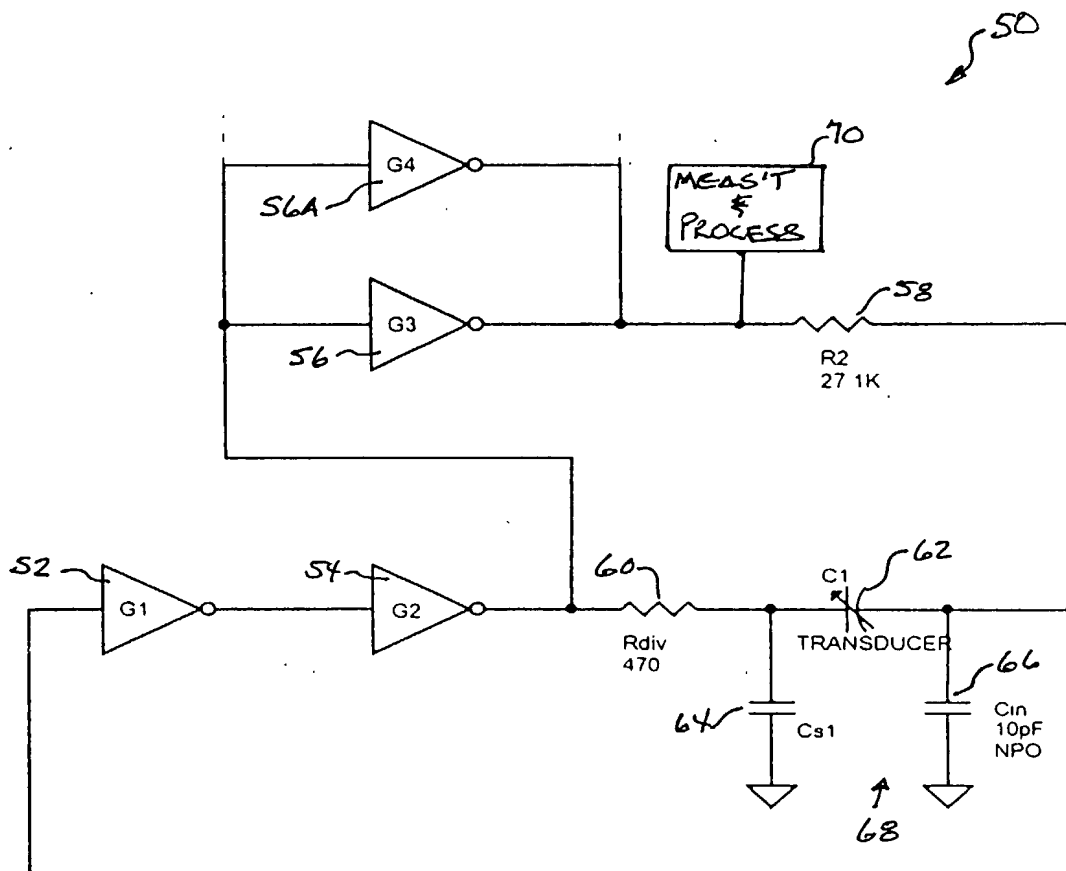 50
G4
56A
70
MEAS'T
&
PROCESS
G3
56
58
R2
27 1K
52
G1
54
G2
60
Rdiv
470
C1
62
TRANSDUCER
64
Cs1
66
Cin
10pF
NPO
68